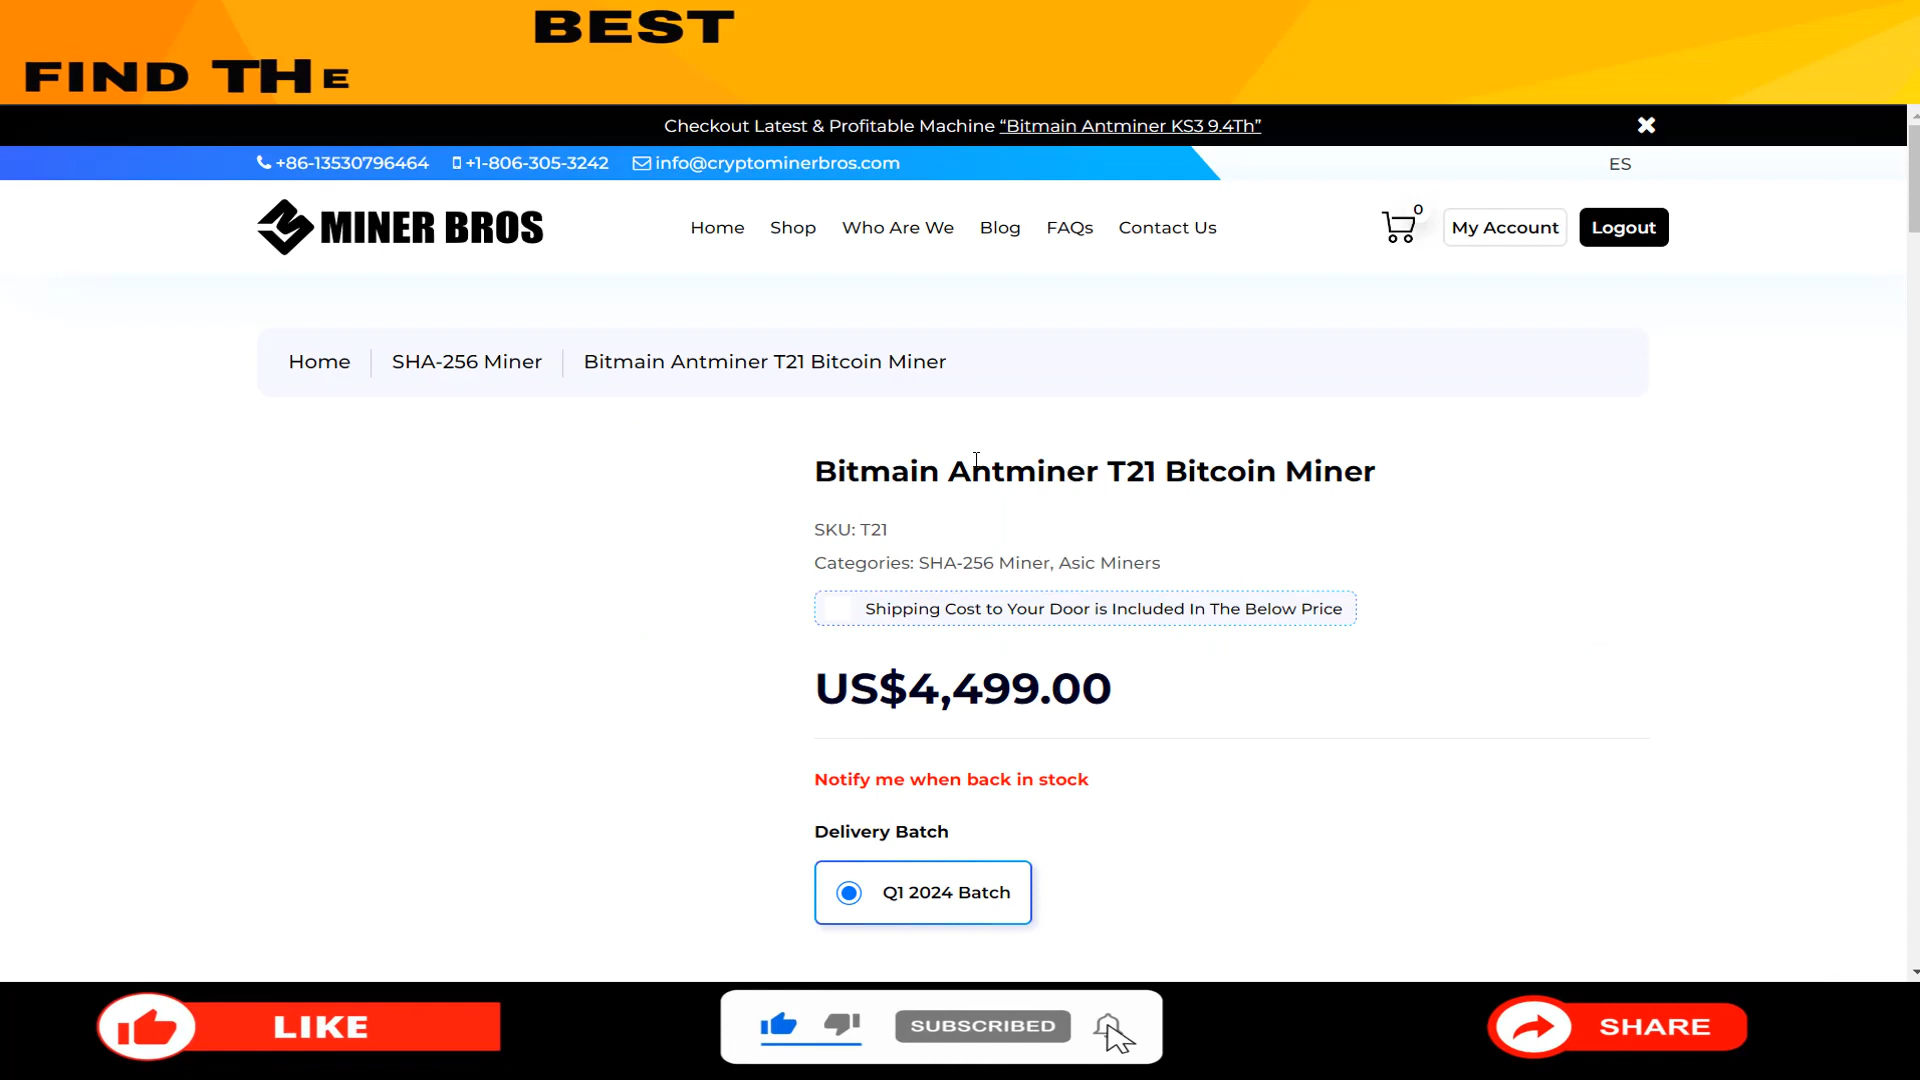 BEST
FIND THE
Checkout Latest & Profitable Machine “Bitmain Antminer KS3 9.4Th”
+86-13530796464 +1-806-305-3242 info@cryptominerbros.com ES
MINER BROS Home Shop Who Are We Blog FAQs Contact Us 0 My Account Logout
Home SHA-256 Miner Bitmain Antminer T21 Bitcoin Miner
Bitmain Antminer T21 Bitcoin Miner
SKU: T21
Categories: SHA-256 Miner, Asic Miners
Shipping Cost to Your Door is Included In The Below Price
US$4,499.00
Notify me when back in stock
Delivery Batch
Q1 2024 Batch
LIKE SUBSCRIBED SHARE